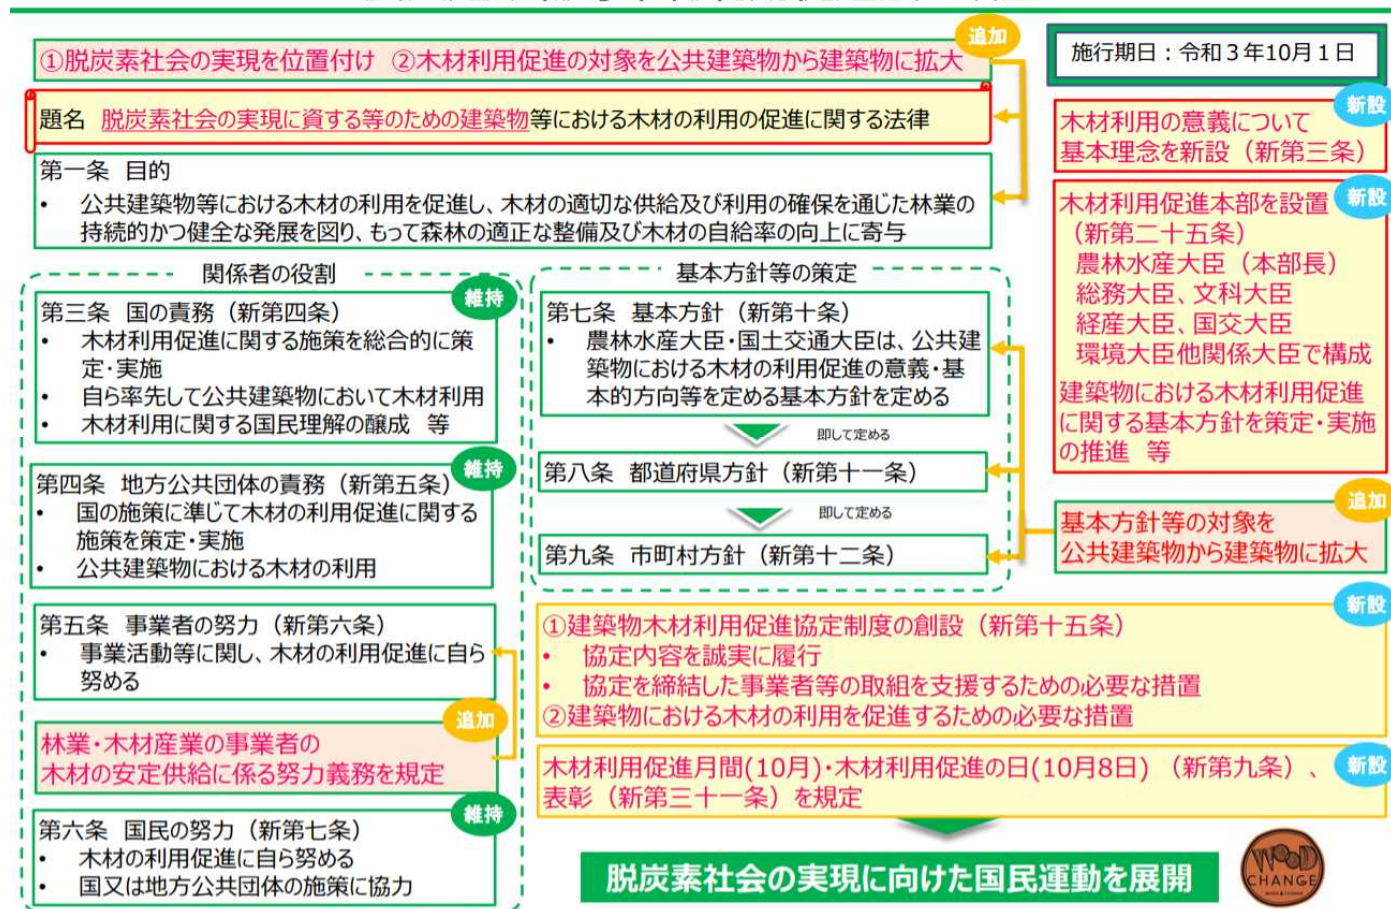 追加
①脱炭素社会の実現を位置付け ②木材利用促進の対象を公共建築物から建築物に拡大
施行期日：令和３年10月１日
題名 脱炭素社会の実現に資する等のための建築物等における木材の利用の促進に関する法律
第一条 目的
• 公共建築物等における木材の利用を促進し、木材の適切な供給及び利用の確保を通じた林業の
持続的かつ健全な発展を図り、もって森林の適正な整備及び木材の自給率の向上に寄与
新設
木材利用の意義について
基本理念を新設（新第三条）
新設
木材利用促進本部を設置
（新第二十五条）
農林水産大臣（本部長）
総務大臣、文科大臣
経産大臣、国交大臣
環境大臣他関係大臣で構成
建築物における木材利用促進
に関する基本方針を策定・実施
の推進 等
関係者の役割
維持
第三条 国の責務（新第四条）
• 木材利用促進に関する施策を総合的に策
定・実施
• 自ら率先して公共建築物において木材利用
• 木材利用に関する国民理解の醸成 等
維持
第四条 地方公共団体の責務（新第五条）
• 国の施策に準じて木材の利用促進に関する
施策を策定・実施
• 公共建築物における木材の利用
第五条 事業者の努力（新第六条）
• 事業活動等に関し、木材の利用促進に自ら
努める
追加
林業・木材産業の事業者の
木材の安定供給に係る努力義務を規定
維持
第六条 国民の努力（新第七条）
• 木材の利用促進に自ら努める
• 国又は地方公共団体の施策に協力
基本方針等の策定
第七条 基本方針（新第十条）
• 農林水産大臣・国土交通大臣は、公共建
築物における木材の利用促進の意義・基
本的方向等を定める基本方針を定める
即して定める
第八条 都道府県方針（新第十一条）
即して定める
第九条 市町村方針（新第十二条）
追加
基本方針等の対象を
公共建築物から建築物に拡大
新設
①建築物木材利用促進協定制度の創設（新第十五条）
• 協定内容を誠実に履行
• 協定を締結した事業者等の取組を支援するための必要な措置
②建築物における木材の利用を促進するための必要な措置
新設
木材利用促進月間(10月)・木材利用促進の日(10月8日)（新第九条）、
表彰（新第三十一条）を規定
脱炭素社会の実現に向けた国民運動を展開
WOOD
CHANGE